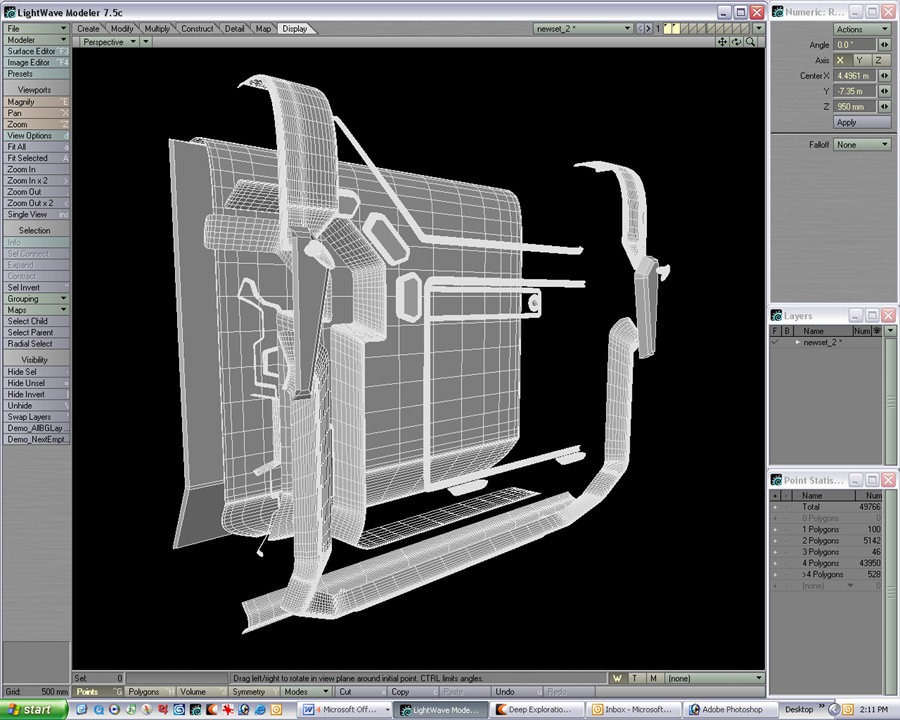 LightWave Modeler 7.5c
File
Create Modify Multiply Construct Detail Map Display
newset_2 *
1
Modeler
Perspective
Surface Editor F3
Image Editor F4
Presets
Viewports
Magnify
Pan
Zoom
View Options d
Fit All a
Fit Selected A
Zoom In
Zoom In x 2
Zoom Out
Zoom Out x 2
Single View ins
Selection
Info
Sel Connect
Expand
Contract
Sel Invert
Grouping
Maps
Select Child
Select Parent
Radial Select
Visibility
Hide Sel
Hide Unsel
Hide Invert
Unhide
Swap Layers
Demo_AllBGLay...
Demo_NextEmpt...
Numeric: R...
Actions
Angle 0.0 °
Axis X Y Z
Center X 4.4961 m
Y -7.35 m
Z 950 mm
Apply
Falloff None
Layers
F B Name Num
newset_2 *
Point Statis...
+ - Name Num
+ - Total 49766
+ - 0 Polygons 0
+ - 1 Polygons 100
+ - 2 Polygons 5142
+ - 3 Polygons 46
+ - 4 Polygons 43950
+ - >4 Polygons 528
+ - (none) 0
Sel: 0
Drag left/right to rotate in view plane around initial point. CTRL limits angles.
W T M (none)
Grid: 500 mm
Points ^G Polygons ^H Volume ^J Symmetry Modes Cut Copy Paste Undo Redo
start
4 Microsoft Off...
LightWave Mode...
Deep Exploratio...
Inbox - Microsoft...
Adobe Photoshop
Desktop »
2:11 PM